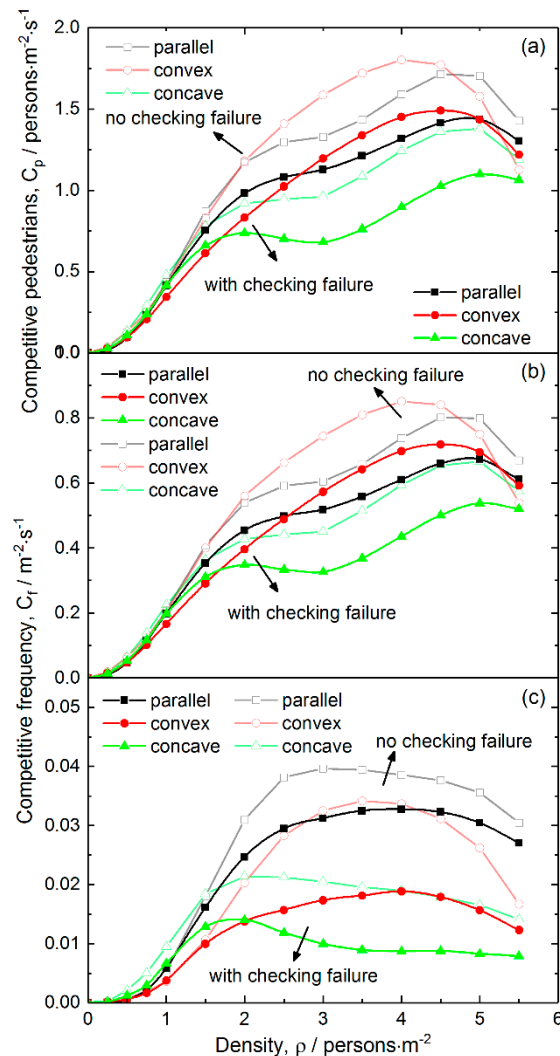 2.0
(a)
parallel
convex
concave
1.5
no checking failure
1.0
0.5
with checking failure
parallel
convex
concave
0.0
Competitive pedestrians, Cp / persons·m-2·s-1
1.0
(b)
parallel
convex
concave
parallel
convex
concave
no checking failure
0.8
0.6
0.4
0.2
with checking failure
0.0
Competitive frequency, Cf / m-2·s-1
(c)
parallel
convex
concave
parallel
convex
concave
no checking failure
0.05
0.04
0.03
0.02
0.01
0.00
with checking failure
0 1 2 3 4 5 6
Density, ρ / persons·m-2